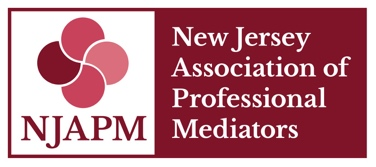 NJAPM
New Jersey
Association of
Professional
Mediators